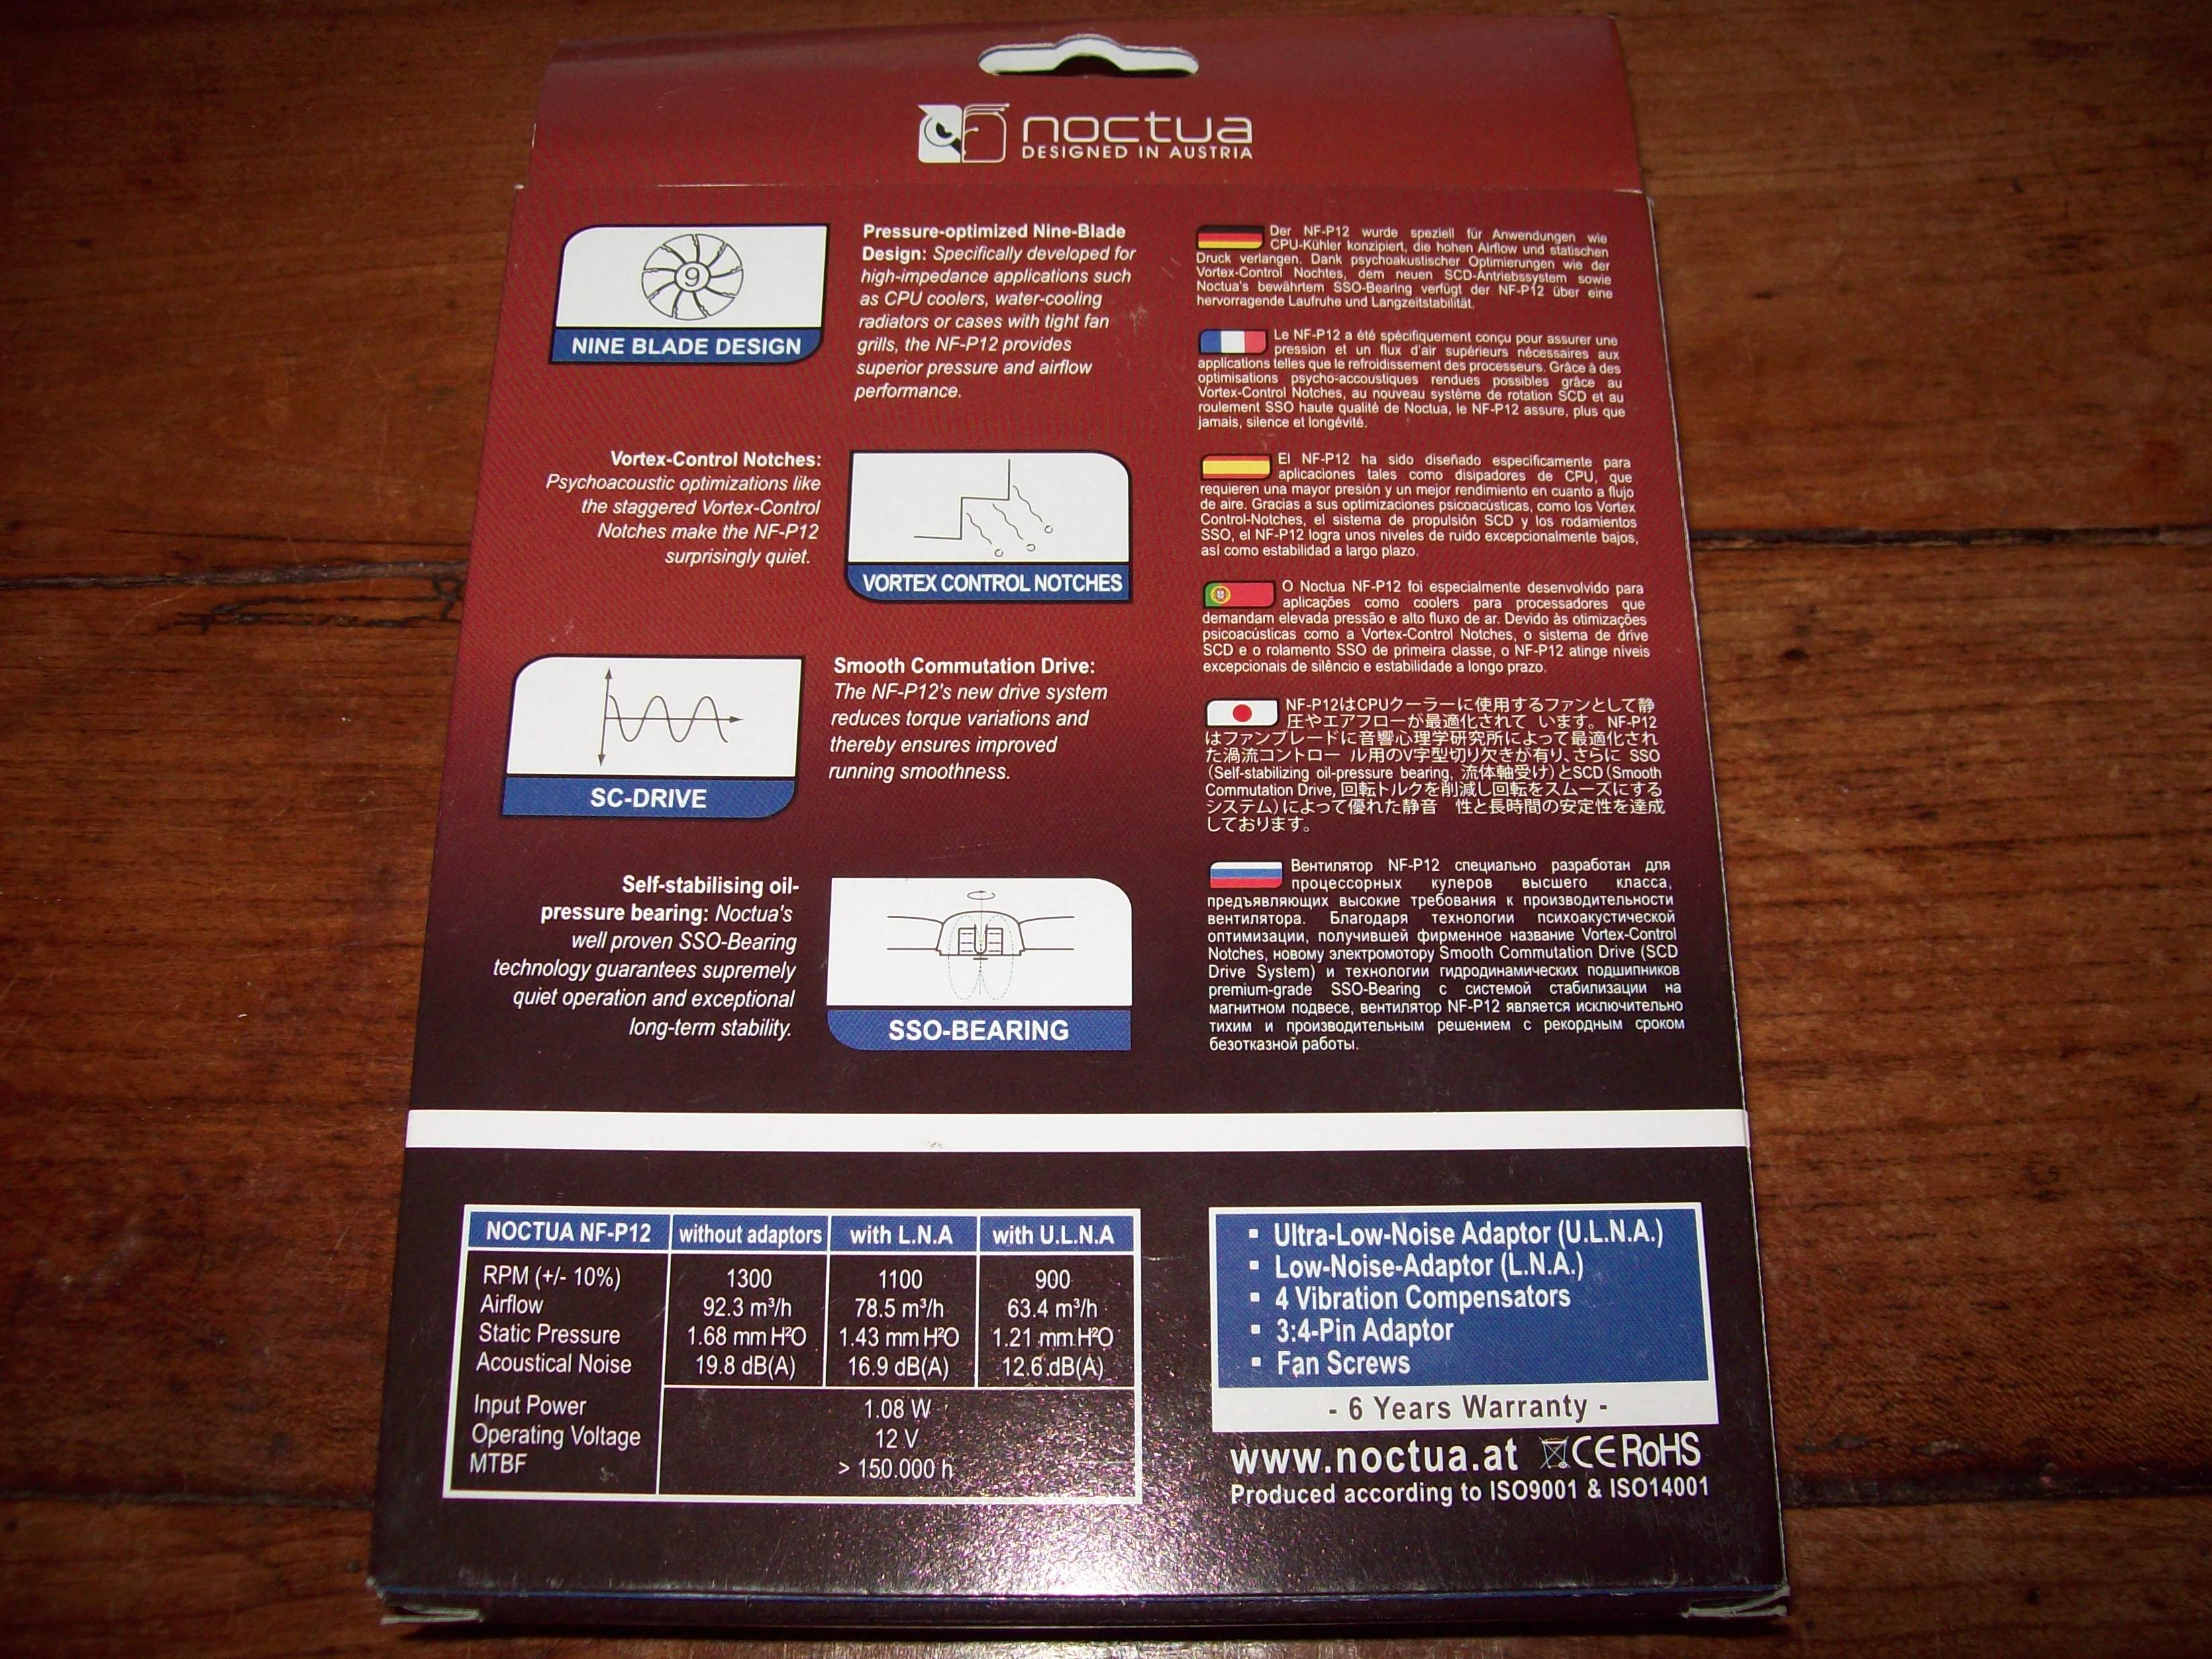 noctua
DESIGNED IN AUSTRIA
9
NINE BLADE DESIGN
Pressure-optimized Nine-Blade
Design: Specifically developed for
high-impedance applications such
as CPU coolers, water-cooling
radiators or cases with tight fan
grills, the NF-P12 provides
superior pressure and airflow
performance.
Vortex-Control Notches:
Psychoacoustic optimizations like
the staggered Vortex-Control
Notches make the NF-P12
surprisingly quiet.
VORTEX CONTROL NOTCHES
SC-DRIVE
Smooth Commutation Drive:
The NF-P12's new drive system
reduces torque variations and
thereby ensures improved
running smoothness.
Self-stabilising oil-
pressure bearing: Noctua's
well proven SSO-Bearing
technology guarantees supremely
quiet operation and exceptional
long-term stability.
SSO-BEARING
Der NF-P12 wurde speziell für Anwendungen wie
CPU-Kühler konzipiert, die hohen Airflow und statischen
Druck verlangen. Dank psychoakustischer Optimierungen wie der
Vortex-Control Nochtes, dem neuen SCD-Antriebssystem sowie
Noctua's bewährtem SSO-Bearing verfügt der NF-P12 über eine
hervorragende Laufruhe und Langzeitstabilität.
Le NF-P12 a été spécifiquement conçu pour assurer une
pression et un flux d'air supérieurs nécessaires aux
applications telles que le refroidissement des processeurs. Grâce à des
optimisations psycho-accoustiques rendues possibles grâce au
Vortex-Control Notches, au nouveau système de rotation SCD et au
roulement SSO haute qualité de Noctua, le NF-P12 assure, plus que
jamais, silence et longévité.
El NF-P12 ha sido diseñado específicamente para
aplicaciones tales como disipadores de CPU, que
requieren una mayor presión y un mejor rendimiento en cuanto a flujo
de aire. Gracias a sus optimizaciones psicoacústicas, como los Vortex
Control-Notches, el sistema de propulsión SCD y los rodamientos
SSO, el NF-P12 logra unos niveles de ruido excepcionalmente bajos,
así como estabilidad a largo plazo.
O Noctua NF-P12 foi especialmente desenvolvido para
aplicações como coolers para processadores que
demandam elevada pressão e alto fluxo de ar. Devido às otimizações
psicoacústicas como a Vortex-Control Notches, o sistema de drive
SCD e o rolamento SSO de primeira classe, o NF-P12 atinge níveis
excepcionais de silêncio e estabilidade a longo prazo.
NF-P12はCPUクーラーに使用するファンとして静
圧やエアフローが最適化されて います。NF-P12
はファンブレードに音響心理学研究所によって最適化され
た渦流コントロー ル用のV字型切り欠きが有り、さらに SSO
(Self-stabilizing oil-pressure bearing, 流体軸受け)とSCD(Smooth
Commutation Drive, 回転トルクを削減し回転をスムーズにする
システム)によって優れた静音 性と長時間の安定性を達成
しております。
Вентилятор NF-P12 специально разработан для
процессорных кулеров высшего класса,
предъявляющих высокие требования к производительности
вентилятора. Благодаря технологии психоакустической
оптимизации, получившей фирменное название Vortex-Control
Notches, новому электромотору Smooth Commutation Drive (SCD
Drive System) и технологии гидродинамических подшипников
premium-grade SSO-Bearing с системой стабилизации на
магнитном подвесе, вентилятор NF-P12 является исключительно
тихим и производительным решением с рекордным сроком
безотказной работы.
NOCTUA NF-P12 without adaptors with L.N.A with U.L.N.A
RPM (+/- 10%) 1300 1100 900
Airflow 92.3 m³/h 78.5 m³/h 63.4 m³/h
Static Pressure 1.68 mm H²O 1.43 mm H²O 1.21 mm H²O
Acoustical Noise 19.8 dB(A) 16.9 dB(A) 12.6 dB(A)
Input Power 1.08 W
Operating Voltage 12 V
MTBF > 150.000 h
▪ Ultra-Low-Noise Adaptor (U.L.N.A.)
▪ Low-Noise-Adaptor (L.N.A.)
▪ 4 Vibration Compensators
▪ 3:4-Pin Adaptor
▪ Fan Screws
- 6 Years Warranty -
www.noctua.at CE RoHS
Produced according to ISO9001 & ISO14001